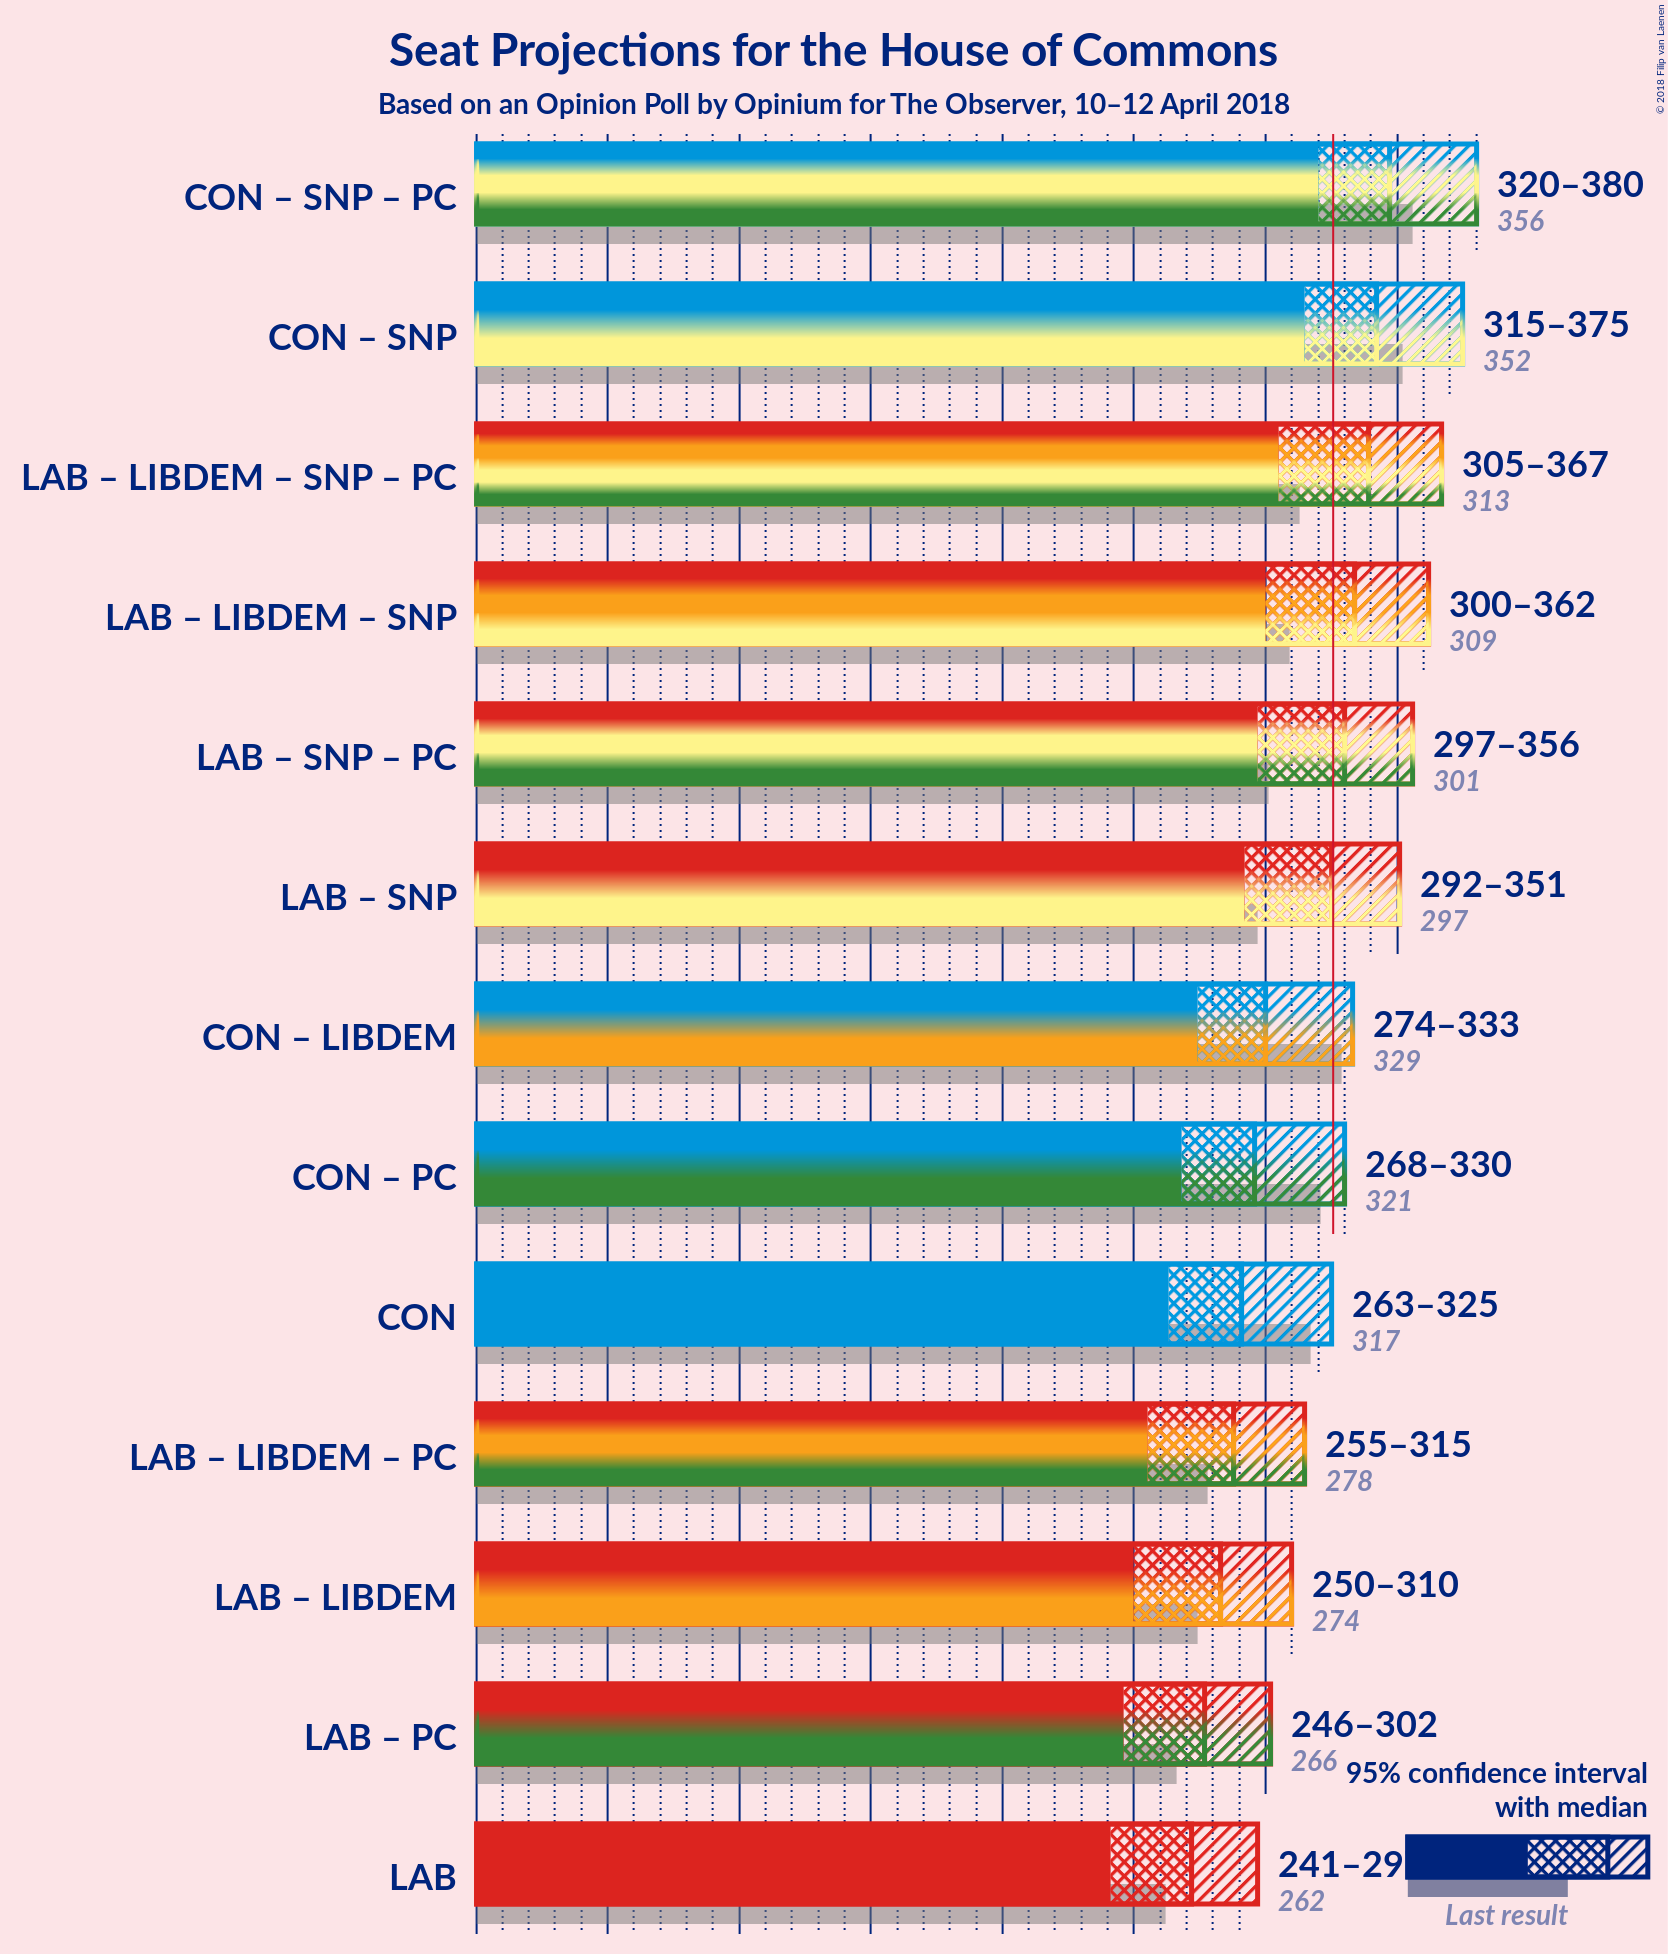 Seat Projections for the House of Commons
Based on an Opinion Poll by Opinium for The Observer, 10–12 April 2018
© 2018 Filip van Laenen
CON – SNP – PC
320–380
356
CON – SNP
315–375
352
LAB – LIBDEM – SNP – PC
305–367
313
LAB – LIBDEM – SNP
300–362
309
LAB – SNP – PC
297–356
301
LAB – SNP
292–351
297
CON – LIBDEM
274–333
329
CON – PC
268–330
321
CON
263–325
317
LAB – LIBDEM – PC
255–315
278
LAB – LIBDEM
250–310
274
LAB – PC
246–302
266
LAB
241–29
262
95% confidence interval
with median
Last result